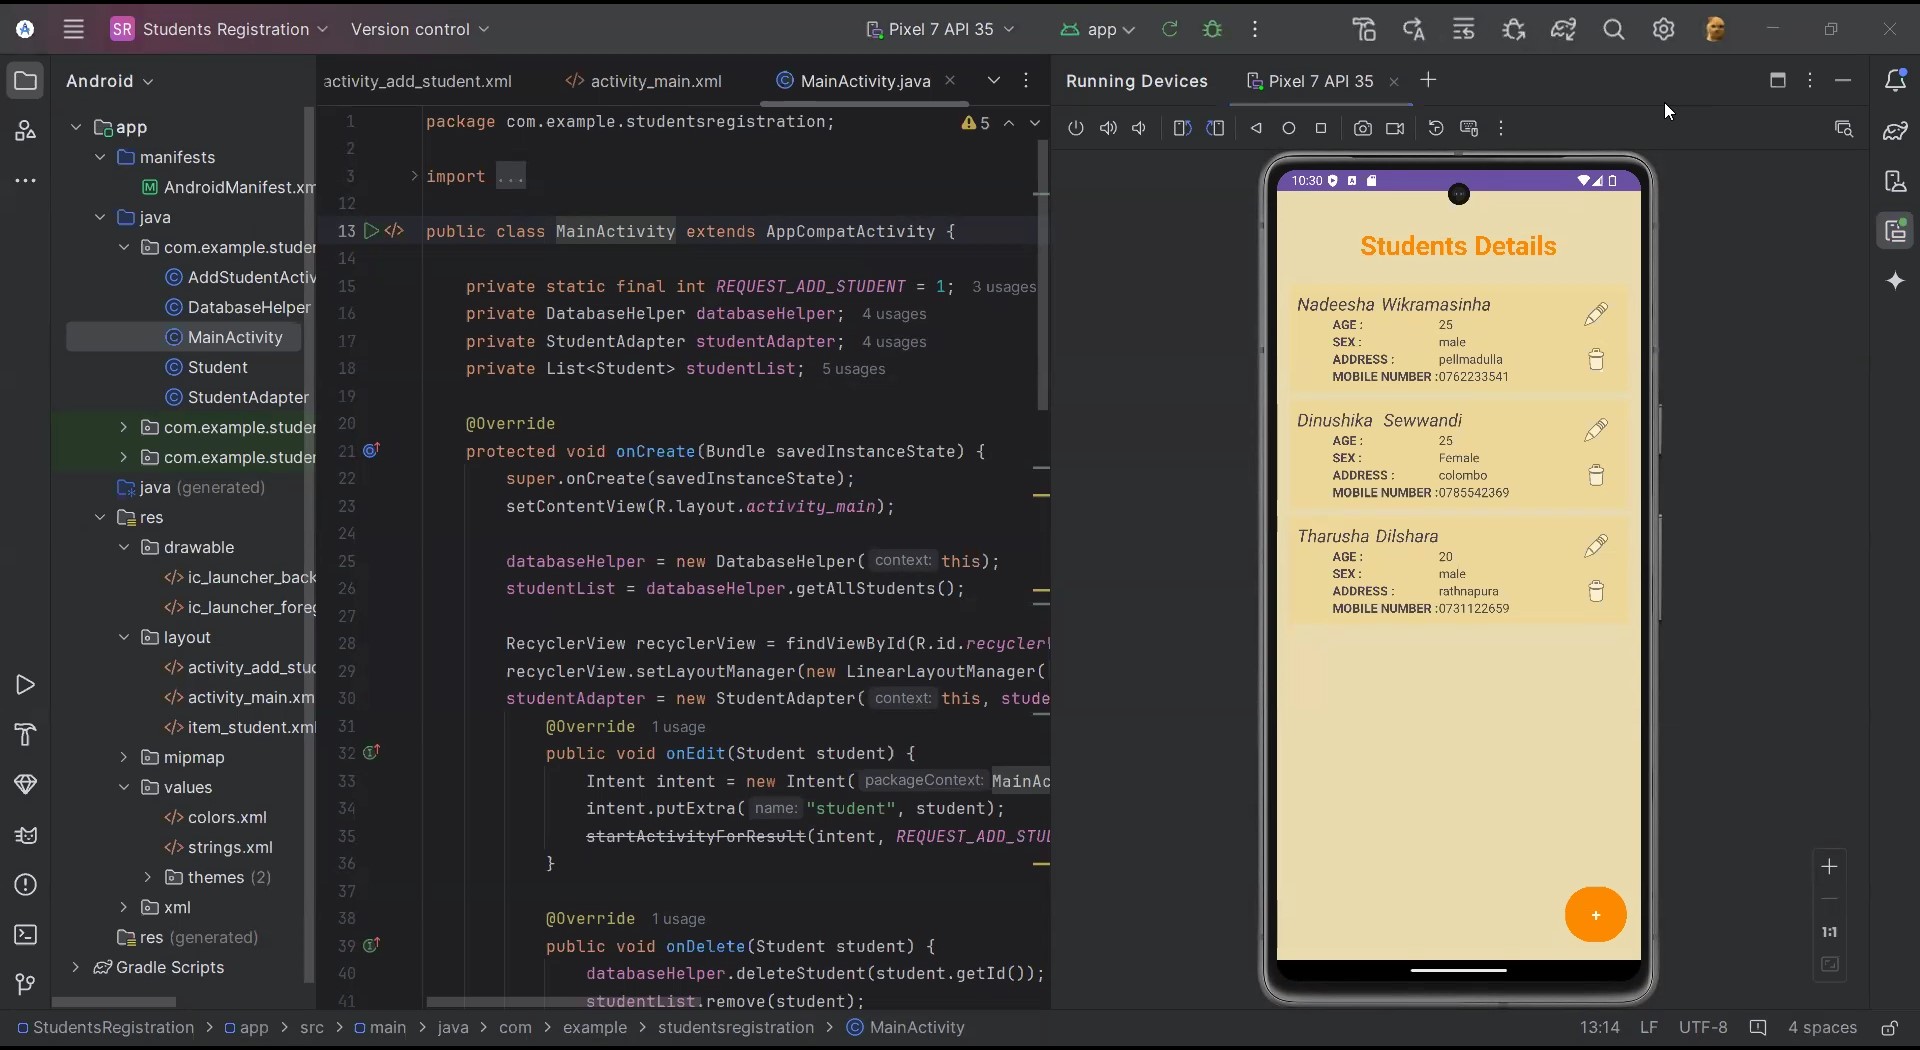 SR Students Registration Version control Pixel 7 API 35 app
Android
app
manifests
AndroidManifest.xm
java
com.example.studer
AddStudentActiv
DatabaseHelper
MainActivity
Student
StudentAdapter
com.example.studer
com.example.studer
java (generated)
res
drawable
ic_launcher_back
ic_launcher_foreg
layout
activity_add_stud
activity_main.xm
item_student.xml
mipmap
values
colors.xml
strings.xml
themes (2)
xml
res (generated)
Gradle Scripts
activity_add_student.xml activity_main.xml MainActivity.java
5
1 package com.example.studentsregistration;
2
3 import ...
12
13 public class MainActivity extends AppCompatActivity {
14
15 private static final int REQUEST_ADD_STUDENT = 1; 3 usages
16 private DatabaseHelper databaseHelper; 4 usages
17 private StudentAdapter studentAdapter; 4 usages
18 private List<Student> studentList; 5 usages
19
20 @Override
21 protected void onCreate(Bundle savedInstanceState) {
22 super.onCreate(savedInstanceState);
23 setContentView(R.layout.activity_main);
24
25 databaseHelper = new DatabaseHelper( context: this);
26 studentList = databaseHelper.getAllStudents();
27
28 RecyclerView recyclerView = findViewById(R.id.recyclerV
29 recyclerView.setLayoutManager(new LinearLayoutManager(
30 studentAdapter = new StudentAdapter( context: this, stude
31 @Override 1 usage
32 public void onEdit(Student student) {
33 Intent intent = new Intent( packageContext: MainAc
34 intent.putExtra( name: "student", student);
35 startActivityForResult(intent, REQUEST_ADD_STUD
36 }
37
38 @Override 1 usage
39 public void onDelete(Student student) {
40 databaseHelper.deleteStudent(student.getId());
41 studentList.remove(student);
Running Devices Pixel 7 API 35
10:30
Students Details
Nadeesha Wikramasinha
AGE : 25
SEX : male
ADDRESS : pellmadulla
MOBILE NUMBER :0762233541
Dinushika Sewwandi
AGE : 25
SEX : Female
ADDRESS : colombo
MOBILE NUMBER :0785542369
Tharusha Dilshara
AGE : 20
SEX : male
ADDRESS : rathnapura
MOBILE NUMBER :0731122659
+
1:1
StudentsRegistration > app > src > main > java > com > example > studentsregistration > MainActivity
13:14 LF UTF-8 4 spaces